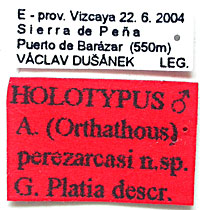 E - prov. Vizcaya 22. 6. 2004
Sierra de Peña
Puerto de Barázar (550m)
VÁCLAV DUŠÁNEK LEG.
HOLOTYPUS ♂
A. (Orthathous)
perezarcasi n.sp.
G. Platia descr.